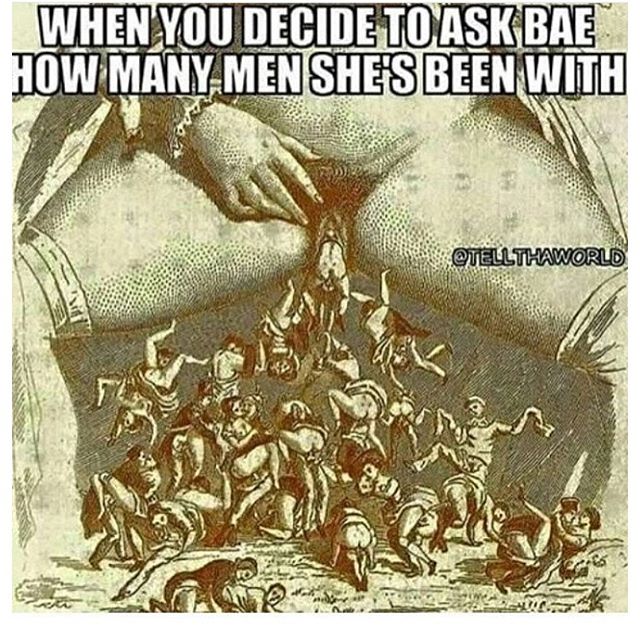 WHEN YOU DECIDE TO ASK BAE
HOW MANY MEN SHE'S BEEN WITH
@TELLTHAWORLD